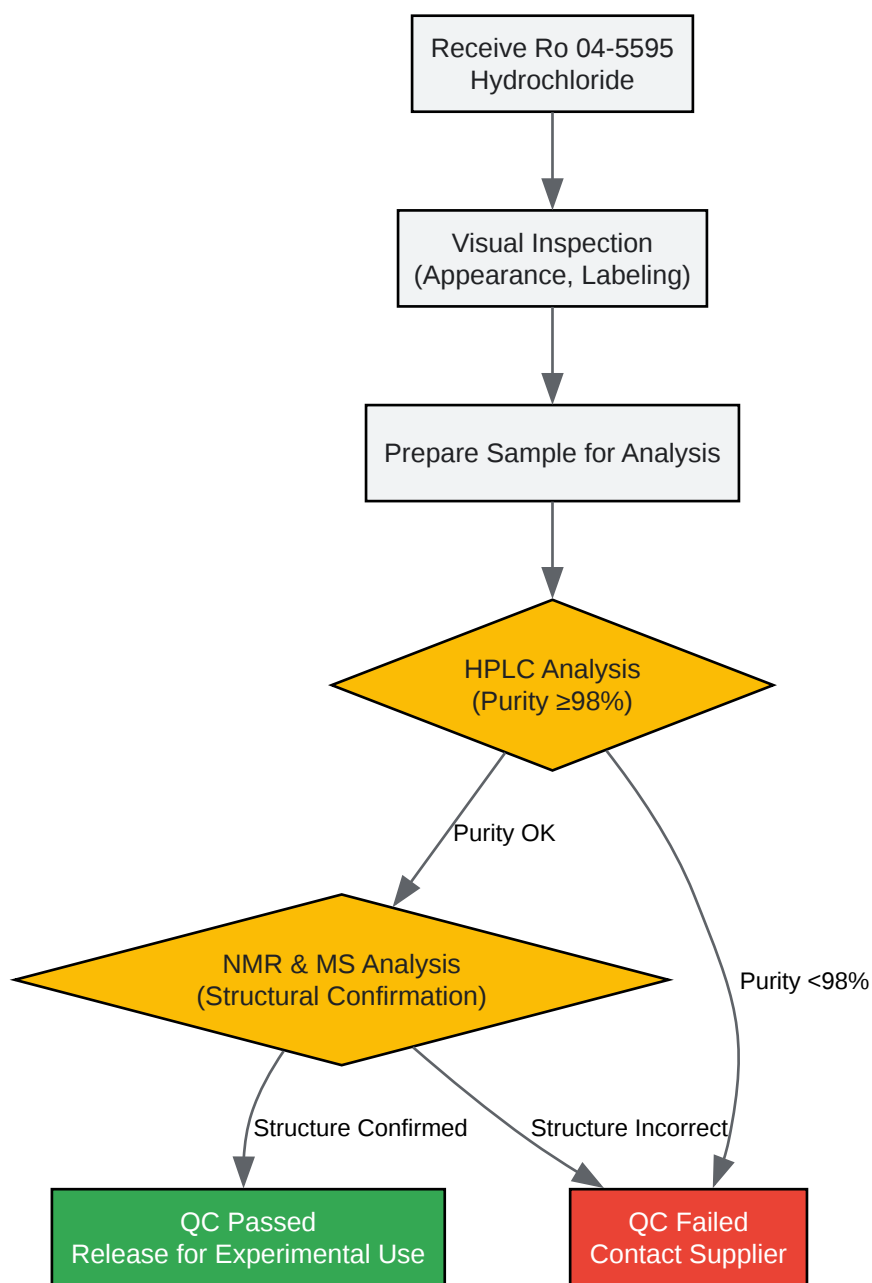 Receive Ro 04-5595
Hydrochloride
Visual Inspection
(Appearance, Labeling)
Prepare Sample for Analysis
HPLC Analysis
(Purity ≥98%)
Purity OK
NMR & MS Analysis
(Structural Confirmation)
Purity <98%
Structure Confirmed
Structure Incorrect
QC Passed
Release for Experimental Use
QC Failed
Contact Supplier